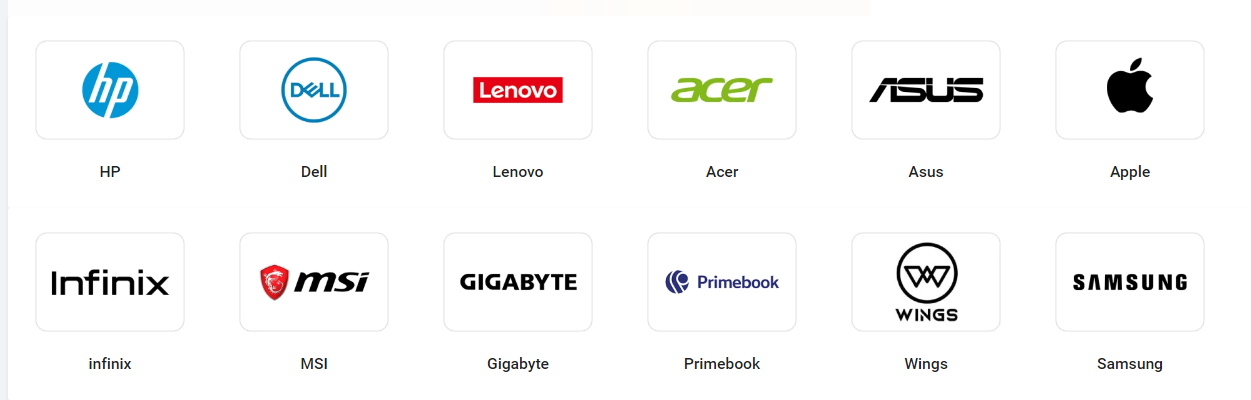 hp DELL Lenovo acer ASUS
HP Dell Lenovo Acer Asus Apple
Infinix msi GIGABYTE Primebook WINGS SAMSUNG
infinix MSI Gigabyte Primebook Wings Samsung